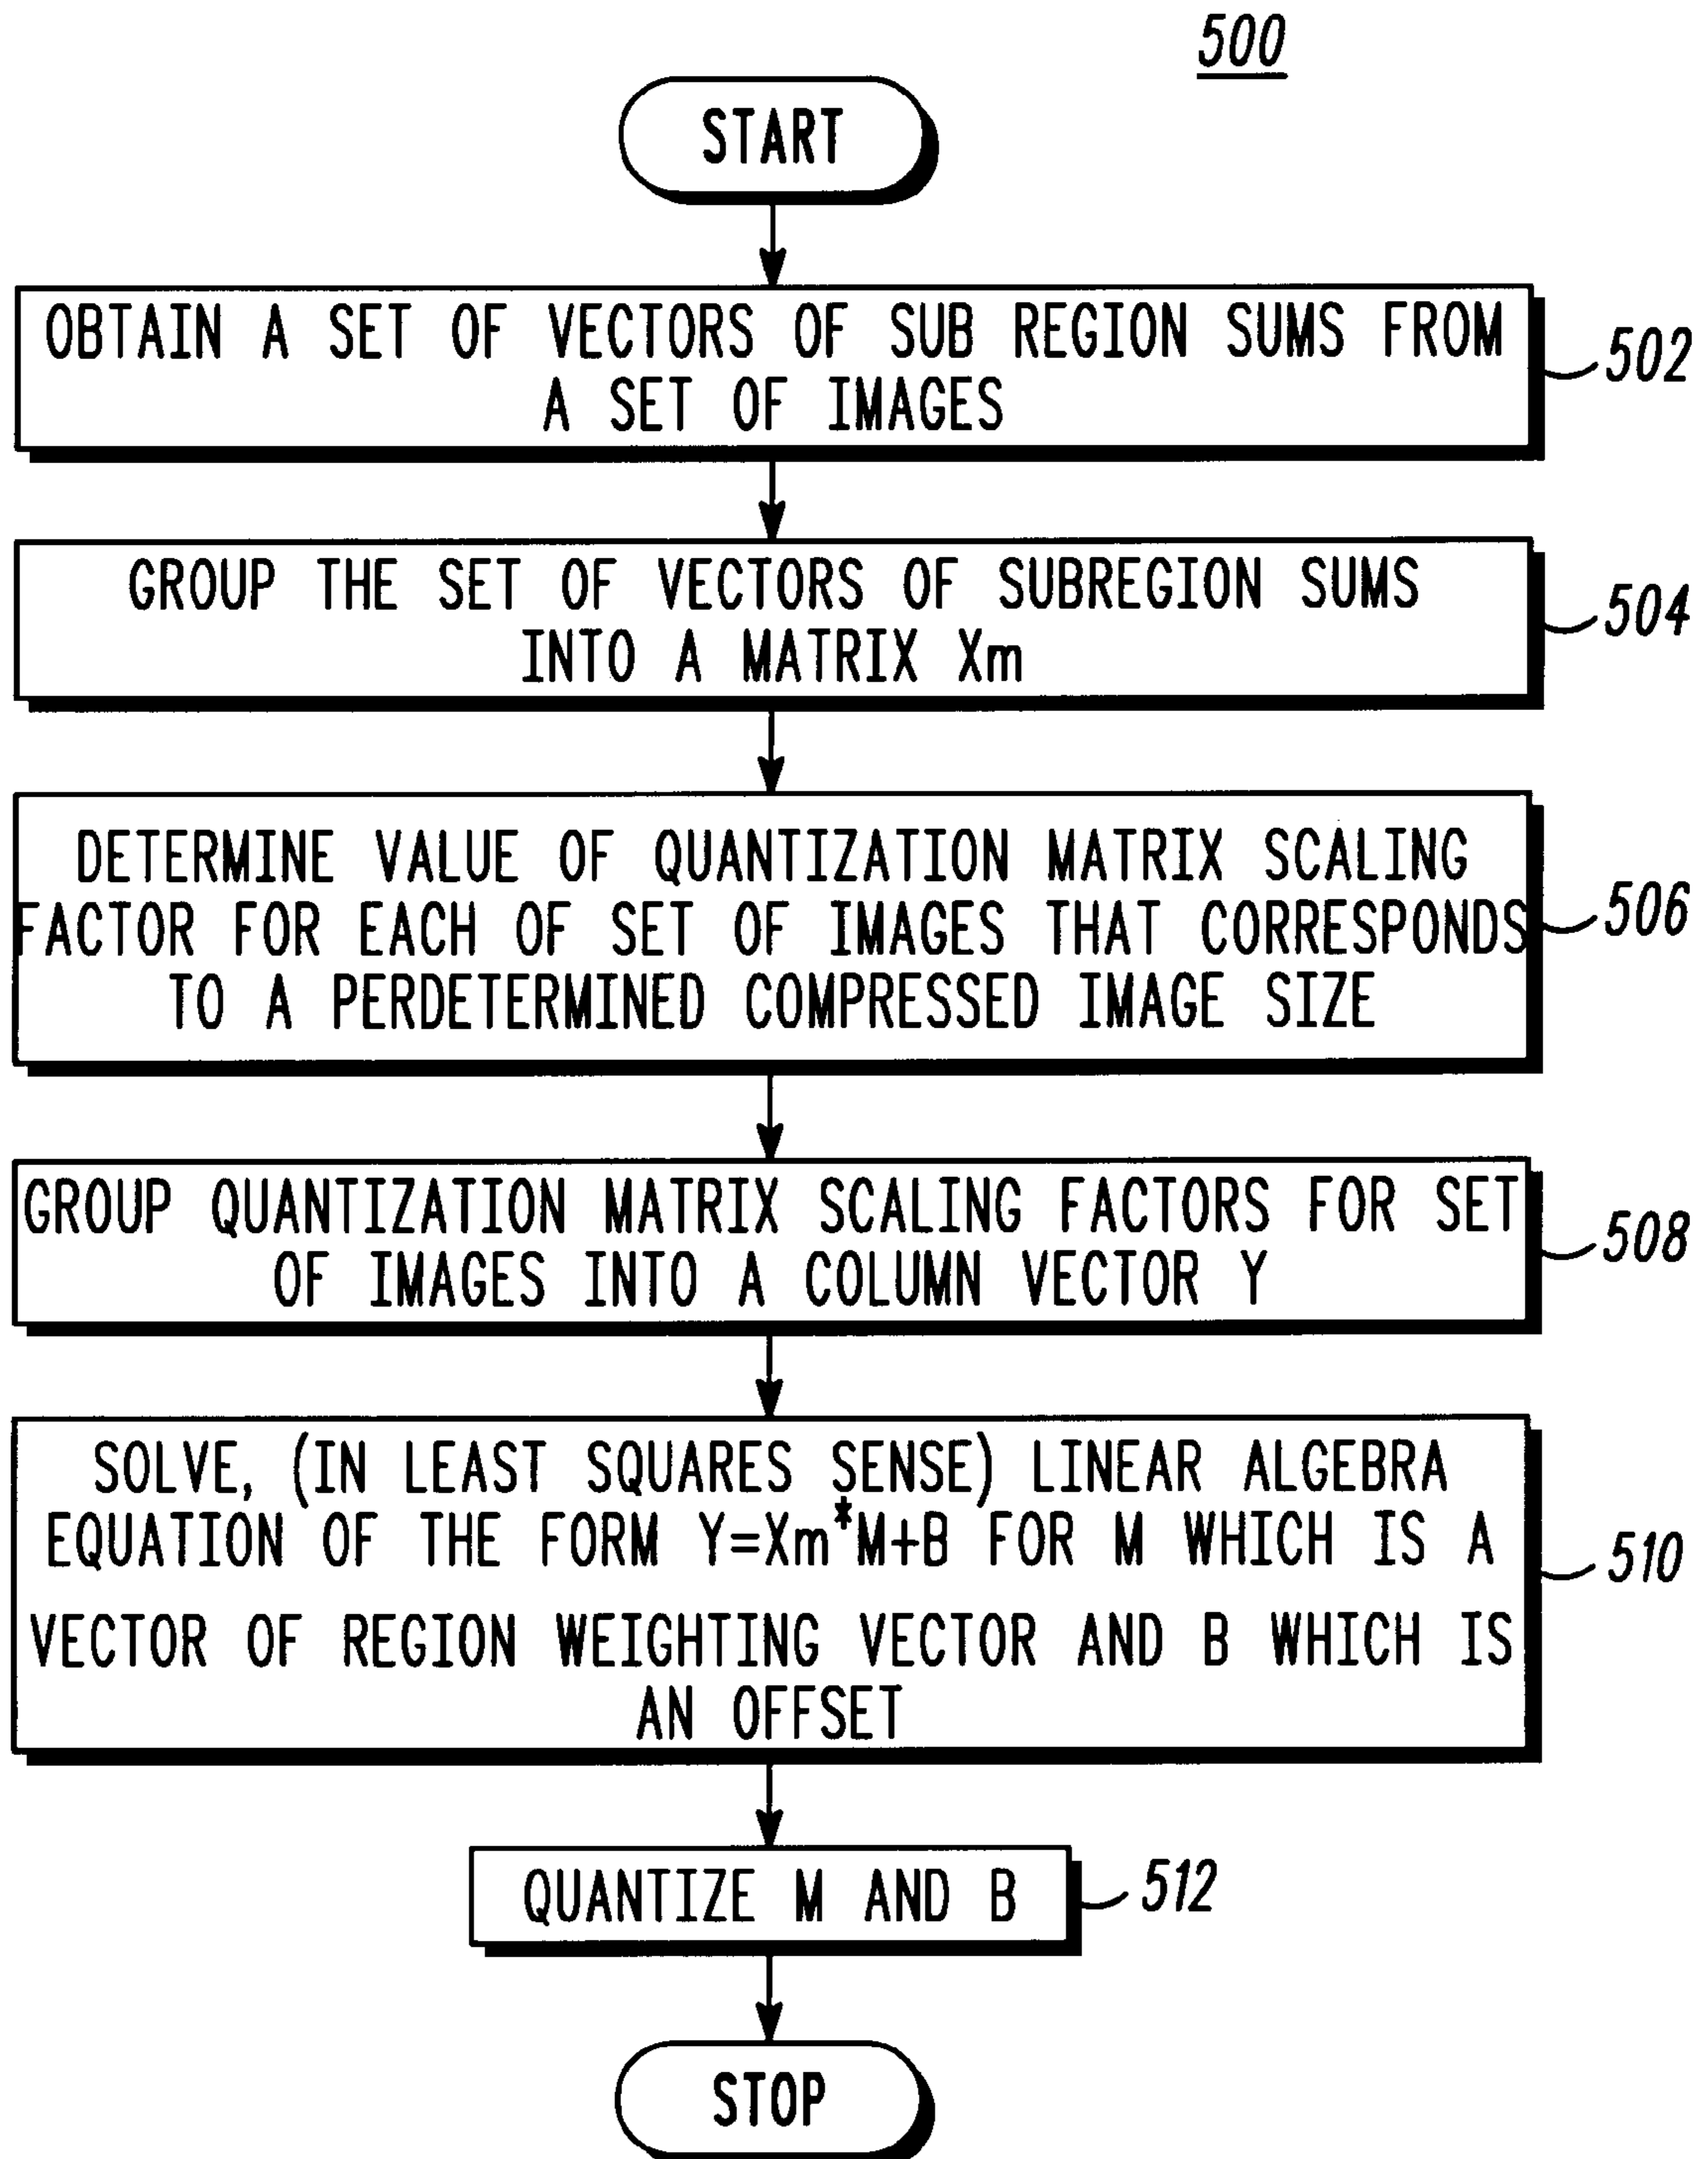 500
START
OBTAIN A SET OF VECTORS OF SUB REGION SUMS FROM
A SET OF IMAGES
502
GROUP THE SET OF VECTORS OF SUBREGION SUMS
INTO A MATRIX Xm
504
DETERMINE VALUE OF QUANTIZATION MATRIX SCALING
FACTOR FOR EACH OF SET OF IMAGES THAT CORRESPONDS
TO A PERDETERMINED COMPRESSED IMAGE SIZE
506
GROUP QUANTIZATION MATRIX SCALING FACTORS FOR SET
OF IMAGES INTO A COLUMN VECTOR Y
508
SOLVE, (IN LEAST SQUARES SENSE) LINEAR ALGEBRA
EQUATION OF THE FORM Y=Xm*M+B FOR M WHICH IS A
VECTOR OF REGION WEIGHTING VECTOR AND B WHICH IS
AN OFFSET
510
QUANTIZE M AND B
512
STOP